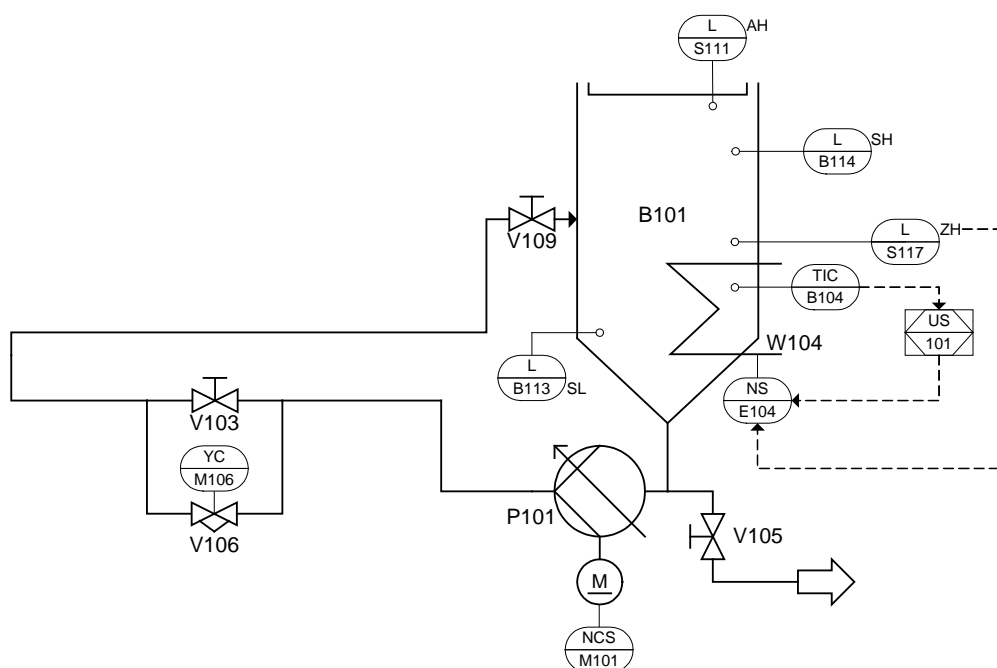 L
AH
S111
L
SH
B114
B101
V109
L
ZH
S117
TIC
B104
US
101
W104
L
B113
SL
NS
E104
V103
YC
M106
V106
P101
V105
M
NCS
M101